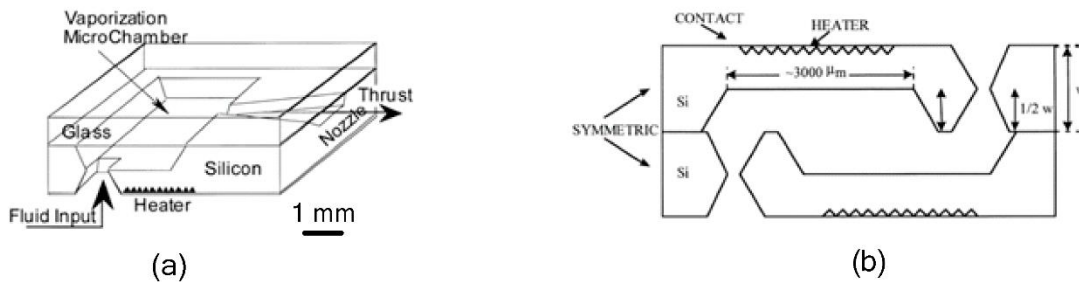 Vaporization
MicroChamber
Thrust
Glass
Nozzle
Silicon
Heater
Fluid Input
1 mm
(a)
CONTACT
HEATER
~3000 μm
Si
1/2 w
SYMMETRIC
Si
(b)